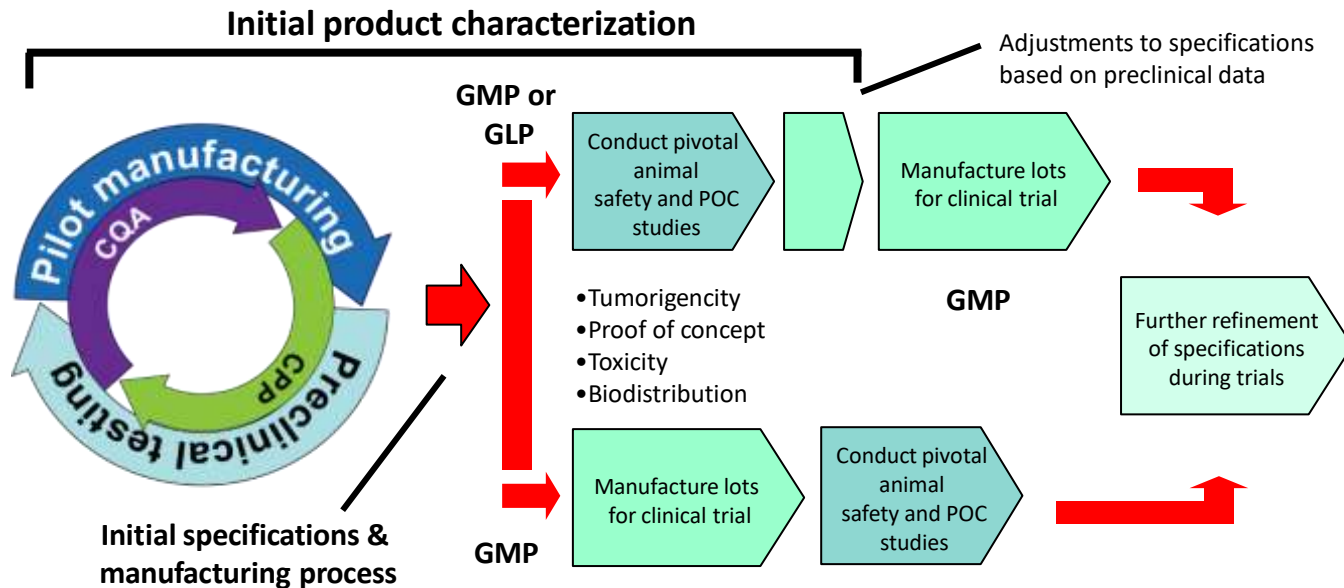 Initial product characterization
Adjustments to specifications
based on preclinical data
GMP or
GLP
Pilot manufacturing
CQA
CPP
Preclinical testing
Conduct pivotal
animal
safety and POC
studies
Manufacture lots
for clinical trial
•Tumorigencity
•Proof of concept
•Toxicity
•Biodistribution
GMP
Further refinement
of specifications
during trials
Manufacture lots
for clinical trial
Conduct pivotal
animal
safety and POC
studies
GMP
Initial specifications &
manufacturing process